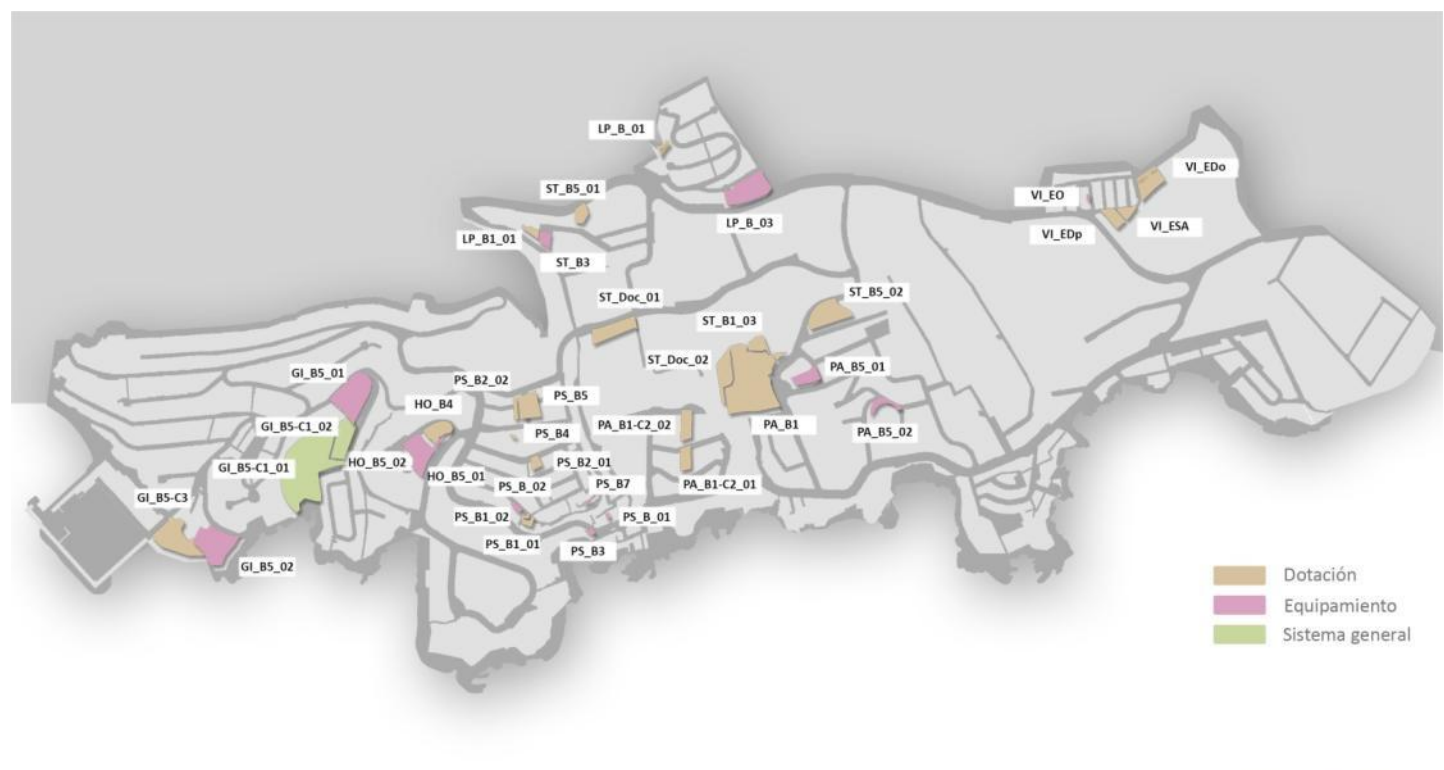 LP_B_01
VI_EDo
ST_B5_01
VI_EO
LP_B_03
VI_ESA
VI_EDp
LP_B1_01
ST_B3
ST_B5_02
ST_Doc_01
ST_B1_03
ST_Doc_02
PA_B5_01
GI_B5_01
PS_B2_02
PS_B5
HO_B4
GI_B5-C1_02
PS_B4
PA_B1-C2_02
PA_B1
PA_B5_02
GI_B5-C1_01
HO_B5_02
HO_B5_01
PS_B2_01
PS_B_02
PS_B7
PA_B1-C2_01
GI_B5-C3
PS_B1_02
PS_B_01
PS_B1_01
PS_B3
GI_B5_02
Dotación
Equipamiento
Sistema general